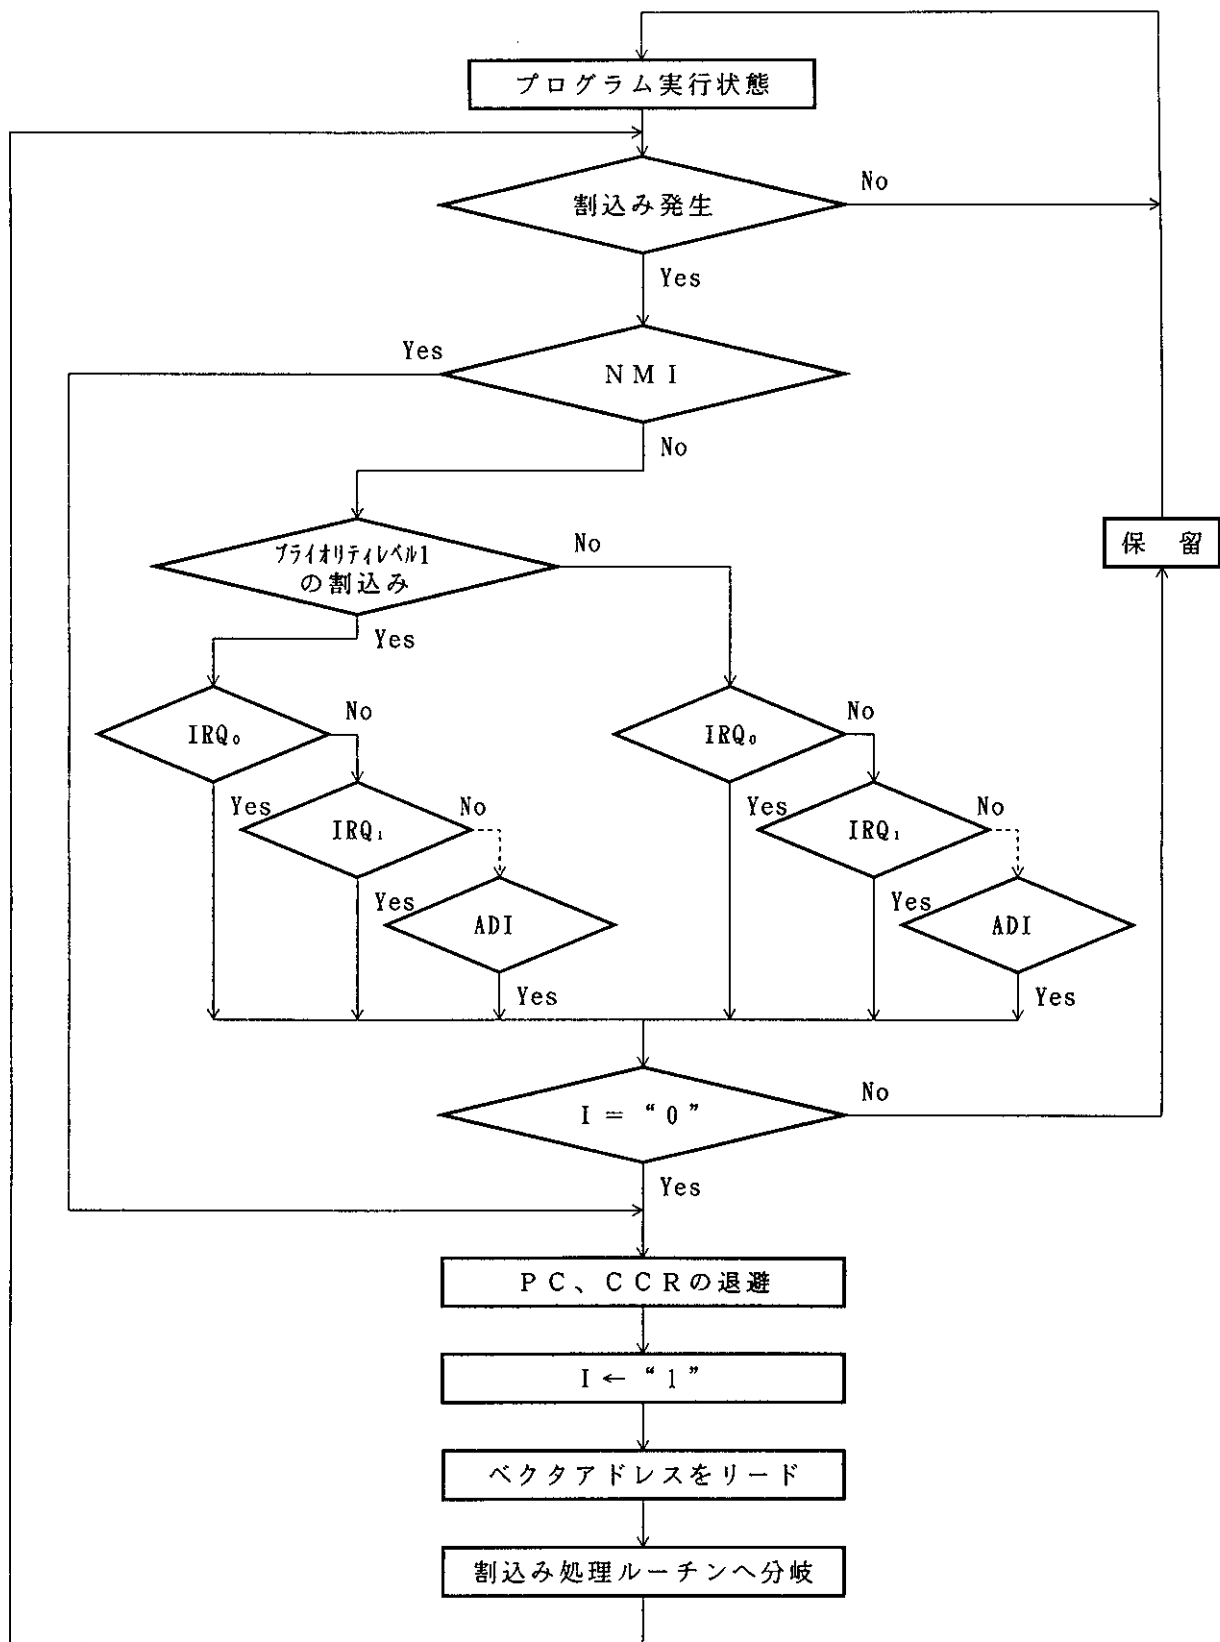 プログラム実行状態
割込み発生
No
Yes
Yes
NMI
No
プライオリティレベル1
の割込み
No
Yes
保 留
IRQ₀
No
IRQ₀
No
Yes
IRQ₁
No
Yes
IRQ₁
No
Yes
ADI
Yes
ADI
Yes
Yes
I = “0”
No
Yes
PC、CCRの退避
I ← “1”
ベクタアドレスをリード
割込み処理ルーチンへ分岐